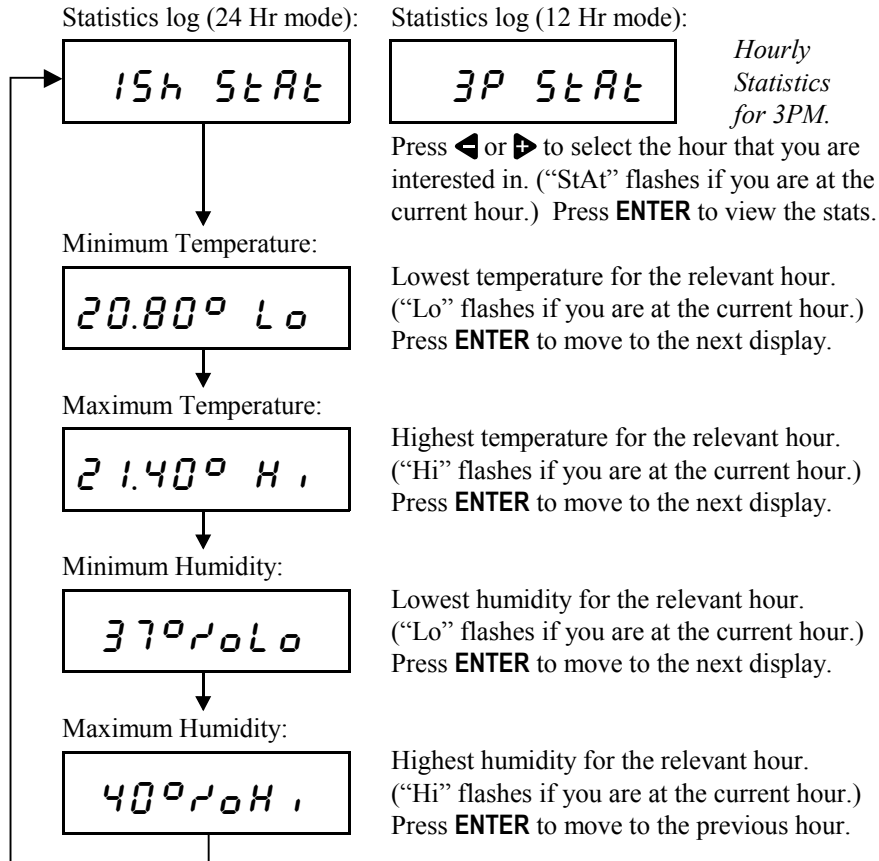 Statistics log (24 Hr mode):
Statistics log (12 Hr mode):
15h StAt
3P StAt
Hourly
Statistics
for 3PM.
Press ◄ or + to select the hour that you are
interested in. (“StAt” flashes if you are at the
current hour.) Press ENTER to view the stats.
Minimum Temperature:
20.80° Lo
Lowest temperature for the relevant hour.
(“Lo” flashes if you are at the current hour.)
Press ENTER to move to the next display.
Maximum Temperature:
21.40° Hi
Highest temperature for the relevant hour.
(“Hi” flashes if you are at the current hour.)
Press ENTER to move to the next display.
Minimum Humidity:
37%Lo
Lowest humidity for the relevant hour.
(“Lo” flashes if you are at the current hour.)
Press ENTER to move to the next display.
Maximum Humidity:
40%Hi
Highest humidity for the relevant hour.
(“Hi” flashes if you are at the current hour.)
Press ENTER to move to the previous hour.